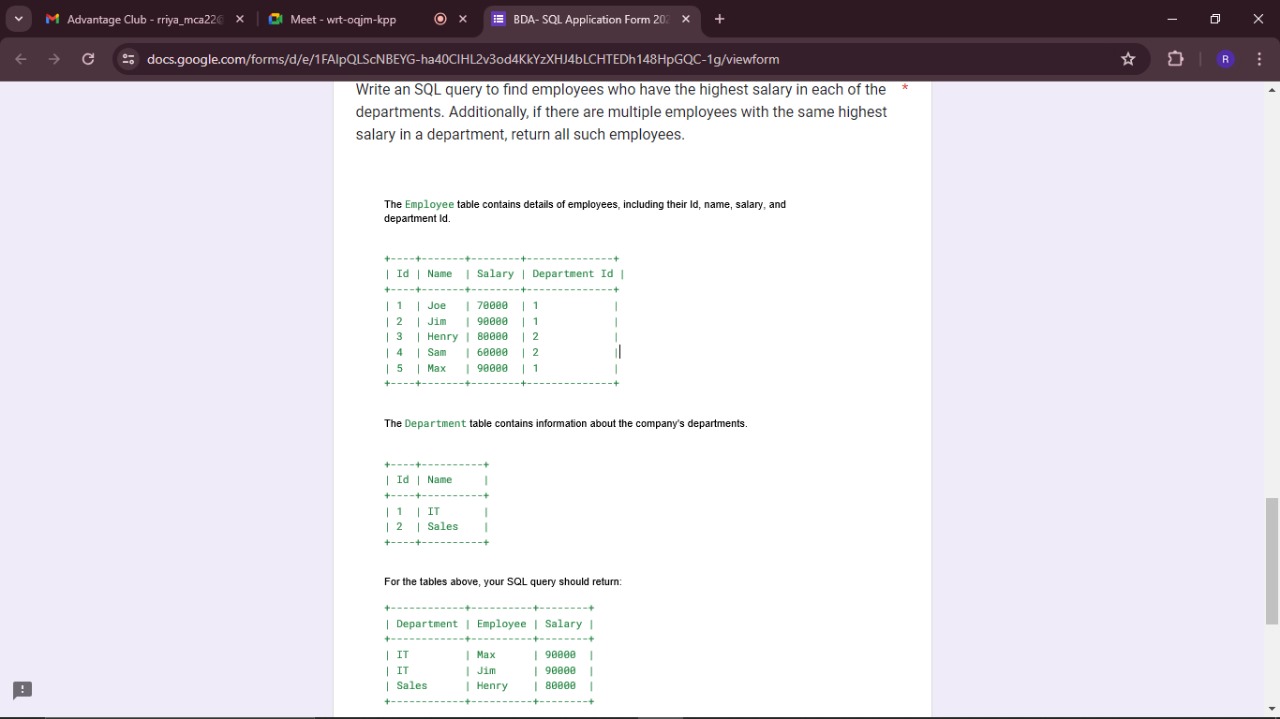 Advantage Club - rriya_mca22@
Meet - wrt-oqjm-kpp
BDA- SQL Application Form 202
docs.google.com/forms/d/e/1FAIpQLScNBEYG-ha40CIHL2v3od4KkYzXHJ4bLCHTEDh148HpGQC-1g/viewform
R
Write an SQL query to find employees who have the highest salary in each of the *
departments. Additionally, if there are multiple employees with the same highest
salary in a department, return all such employees.
The Employee table contains details of employees, including their Id, name, salary, and
department Id.
+----+-------+--------+--------------+
| Id | Name | Salary | Department Id |
+----+-------+--------+--------------+
| 1 | Joe | 70000 | 1 |
| 2 | Jim | 90000 | 1 |
| 3 | Henry | 80000 | 2 |
| 4 | Sam | 60000 | 2 |
| 5 | Max | 90000 | 1 |
+----+-------+--------+--------------+
The Department table contains information about the company's departments.
+----+----------+
| Id | Name |
+----+----------+
| 1 | IT |
| 2 | Sales |
+----+----------+
For the tables above, your SQL query should return:
+------------+----------+--------+
| Department | Employee | Salary |
+------------+----------+--------+
| IT | Max | 90000 |
| IT | Jim | 90000 |
| Sales | Henry | 80000 |
+------------+----------+--------+